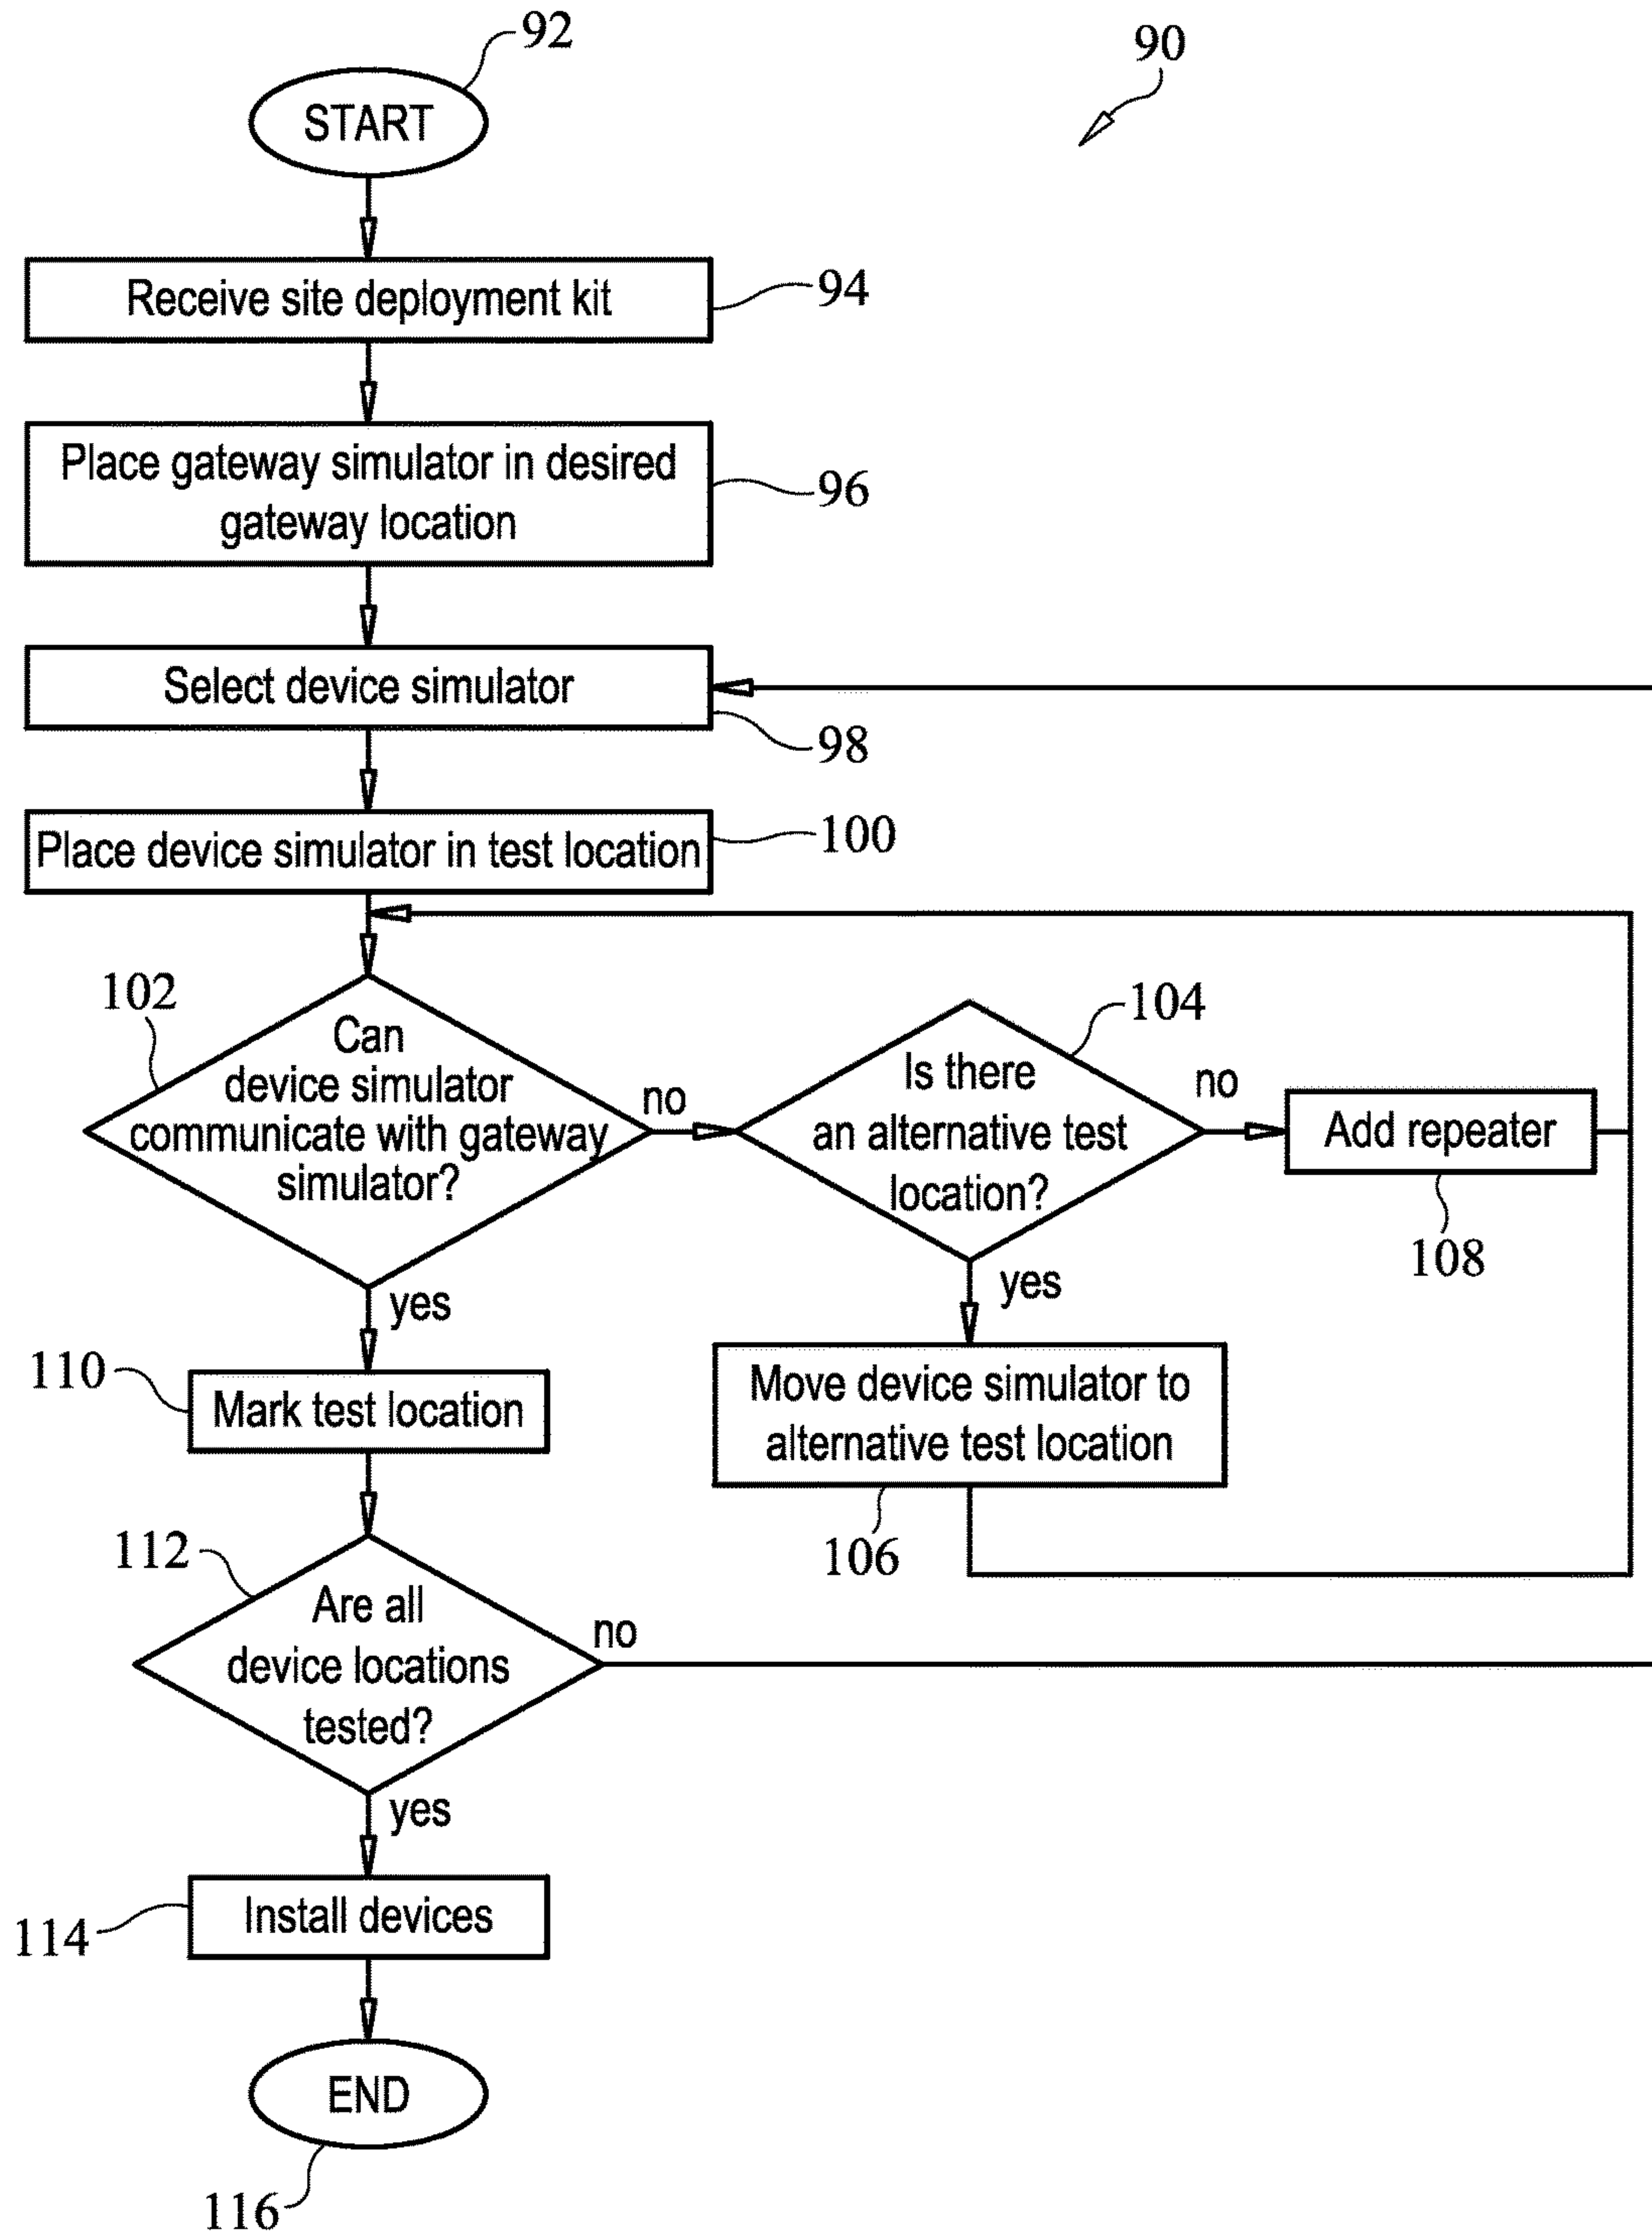 92
90
START
Receive site deployment kit
94
Place gateway simulator in desired
gateway location
96
Select device simulator
98
Place device simulator in test location
100
102
Can
device simulator
communicate with gateway
simulator?
no
yes
104
Is there
an alternative test
location?
no
yes
Add repeater
108
Move device simulator to
alternative test location
106
110
Mark test location
112
Are all
device locations
tested?
no
yes
114
Install devices
END
116